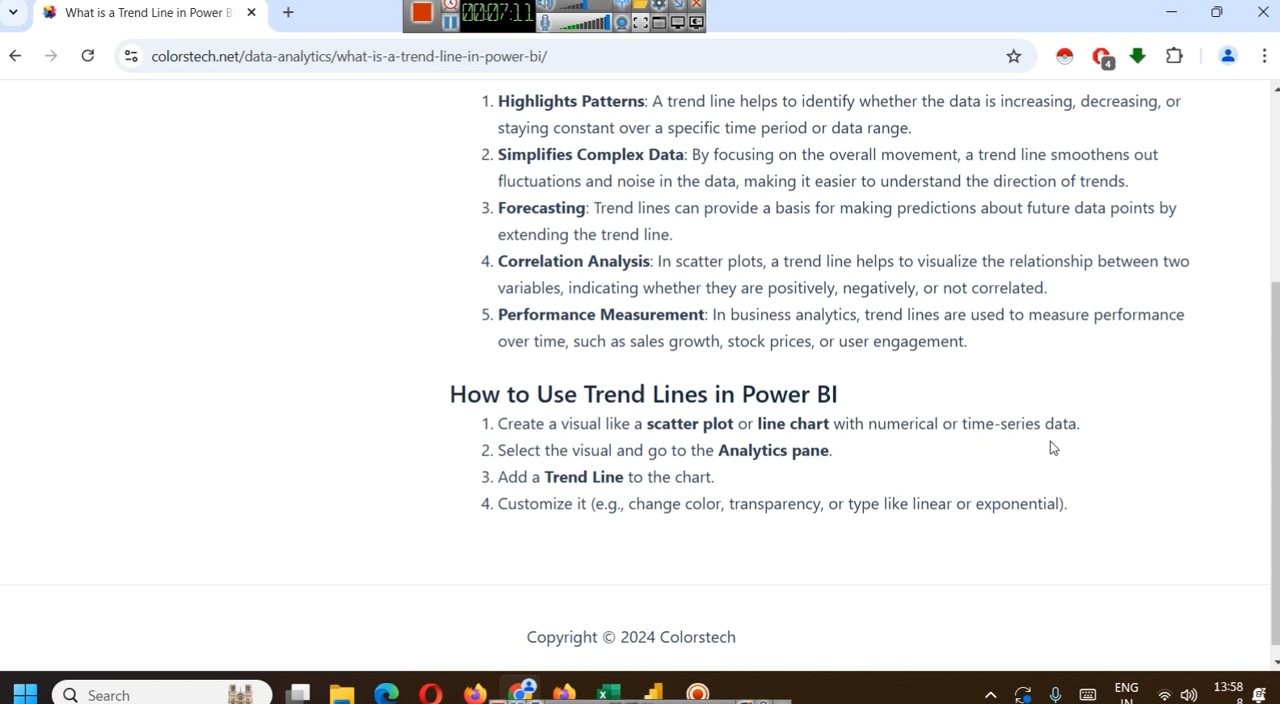 What is a Trend Line in Power B
00:07:11
colorstech.net/data-analytics/what-is-a-trend-line-in-power-bi/
4
1. Highlights Patterns: A trend line helps to identify whether the data is increasing, decreasing, or
staying constant over a specific time period or data range.
2. Simplifies Complex Data: By focusing on the overall movement, a trend line smoothens out
fluctuations and noise in the data, making it easier to understand the direction of trends.
3. Forecasting: Trend lines can provide a basis for making predictions about future data points by
extending the trend line.
4. Correlation Analysis: In scatter plots, a trend line helps to visualize the relationship between two
variables, indicating whether they are positively, negatively, or not correlated.
5. Performance Measurement: In business analytics, trend lines are used to measure performance
over time, such as sales growth, stock prices, or user engagement.
How to Use Trend Lines in Power BI
1. Create a visual like a scatter plot or line chart with numerical or time-series data.
2. Select the visual and go to the Analytics pane.
3. Add a Trend Line to the chart.
4. Customize it (e.g., change color, transparency, or type like linear or exponential).
Copyright © 2024 Colorstech
Search
ENG
IN
13:58